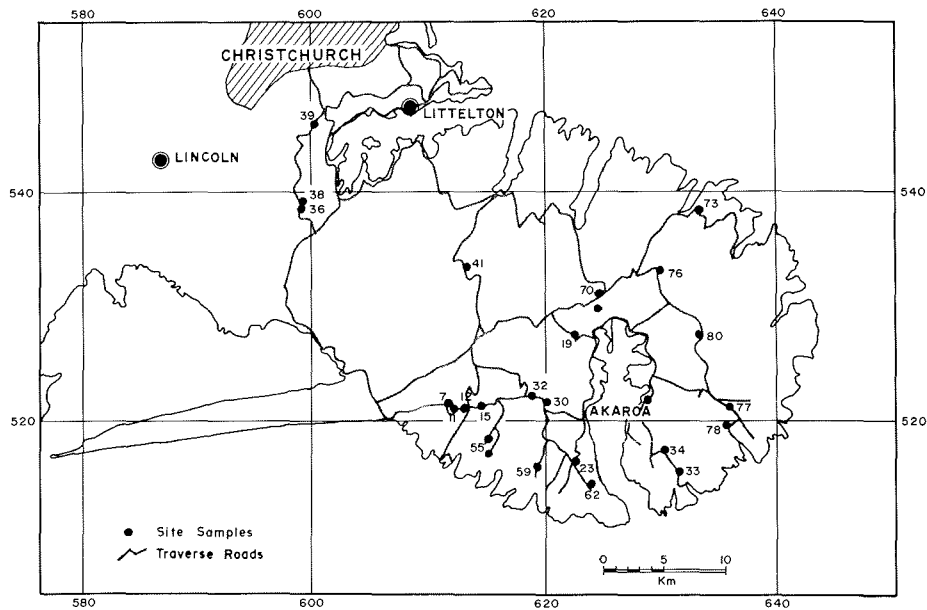 580 600 620 640
CHRISTCHURCH
39
LITTELTON
LINCOLN
540 540
38
36
73
41
76
70
19
80
32
7 12 30
11 15
AKAROA
77
520 520
78
55
34
59 23 33
62
Site Samples
Traverse Roads
0 5 10
Km
580 600 620 640